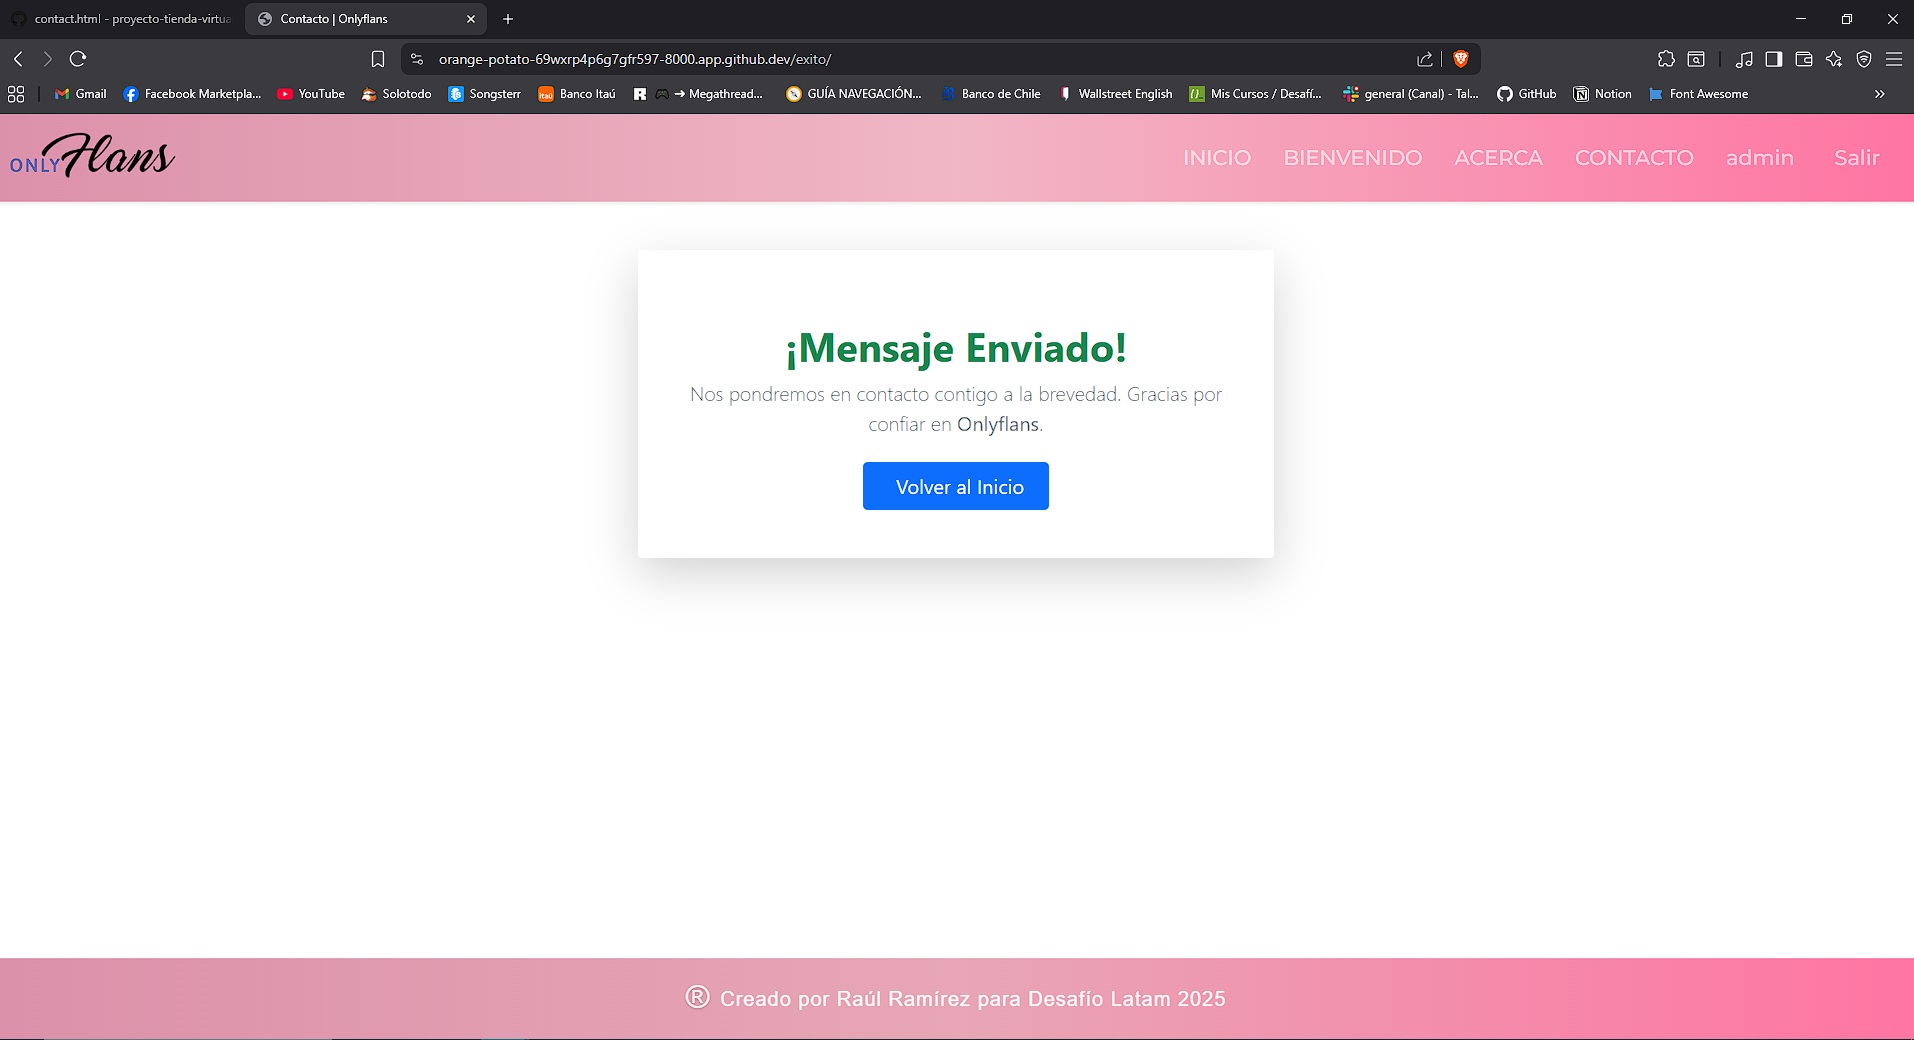 contact.html - proyecto-tienda-virtua
Contacto | Onlyflans
orange-potato-69wxrp4p6g7gfr597-8000.app.github.dev/exito/
Gmail
Facebook Marketpla...
YouTube
Solotodo
Songsterr
Banco Itaú
→ Megathread...
GUÍA NAVEGACIÓN...
Banco de Chile
Wallstreet English
Mis Cursos / Desafí...
general (Canal) - Tal...
GitHub
Notion
Font Awesome
ONLY Flans
INICIO
BIENVENIDO
ACERCA
CONTACTO
admin
Salir
¡Mensaje Enviado!
Nos pondremos en contacto contigo a la brevedad. Gracias por
confiar en Onlyflans.
Volver al Inicio
® Creado por Raúl Ramírez para Desafío Latam 2025